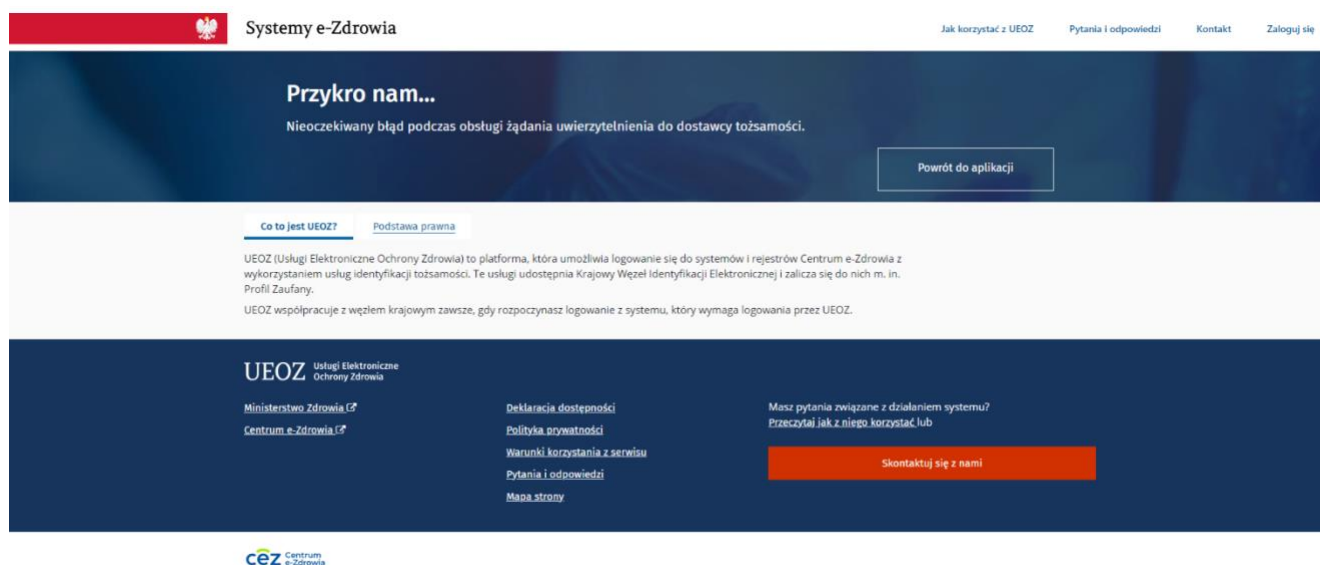 Systemy e-Zdrowia
Jak korzystać z UEOZ
Pytania i odpowiedzi
Kontakt
Zaloguj się
Przykro nam...
Nieoczekiwany błąd podczas obsługi żądania uwierzytelnienia do dostawcy tożsamości.
Powrót do aplikacji
Co to jest UEOZ?
Podstawa prawna
UEOZ (Usługi Elektroniczne Ochrony Zdrowia) to platforma, która umożliwia logowanie się do systemów i rejestrów Centrum e-Zdrowia z
wykorzystaniem usług identyfikacji tożsamości. Te usługi udostępnia Krajowy Węzeł Identyfikacji Elektronicznej i zalicza się do nich m. in.
Profil Zaufany.
UEOZ współpracuje z węzłem krajowym zawsze, gdy rozpoczynasz logowanie z systemu, który wymaga logowania przez UEOZ.
UEOZ
Usługi Elektroniczne
Ochrony Zdrowia
Ministerstwo Zdrowia
Centrum e-Zdrowia
Deklaracja dostępności
Polityka prywatności
Warunki korzystania z serwisu
Pytania i odpowiedzi
Mapa strony
Masz pytania związane z działaniem systemu?
Przeczytaj jak z niego korzystać lub
Skontaktuj się z nami
cez
Centrum
e-Zdrowia